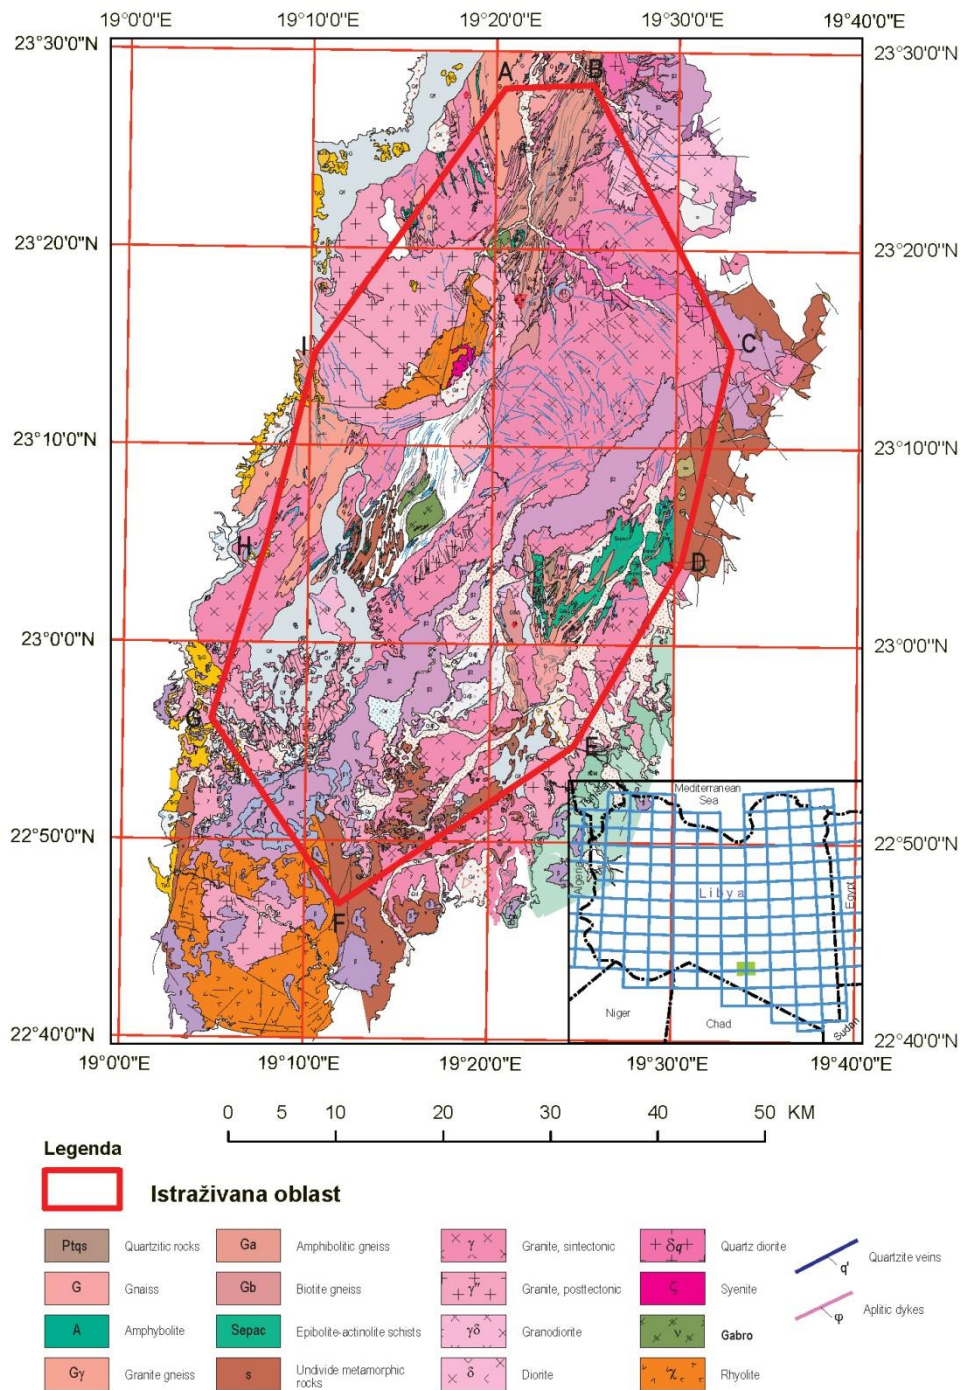 19°0'0"E 19°10'0"E 19°20'0"E 19°30'0"E 19°40'0"E
23°30'0"N 23°30'0"N
A B
23°20'0"N 23°20'0"N
I C
23°10'0"N 23°10'0"N
H D
23°0'0"N 23°0'0"N
G E
Mediterranean
Sea
22°50'0"N 22°50'0"N
Algeria Libya Egypt
F
Niger Chad Sudan
22°40'0"N 22°40'0"N
19°0'0"E 19°10'0"E 19°20'0"E 19°30'0"E 19°40'0"E
0 5 10 20 30 40 50 KM
Legenda
Istraživana oblast
Ptqs Quartzitic rocks Ga Amphibolitic gneiss γ Granite, sintectonic δq Quartz diorite
q' Quartzite veins
G Gnaiss Gb Biotite gneiss γ" Granite, posttectonic ζ Syenite
φ Aplitic dykes
A Amphybolite Sepac Epibolite-actinolite schists γδ Granodiorite ν Gabro
Gγ Granite gneiss s Undivide metamorphic rocks δ Diorite χ Rhyolite